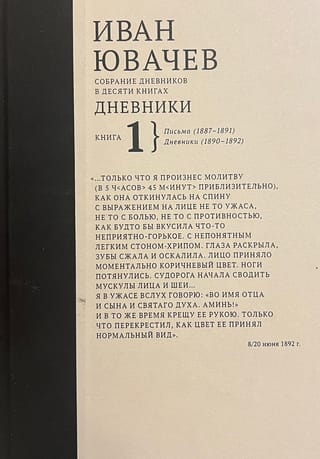 ИВАН
ЮВАЧЕВ
СОБРАНИЕ ДНЕВНИКОВ
В ДЕСЯТИ КНИГАХ
ДНЕВНИКИ
КНИГА 1 } Письма (1887–1891)
Дневники (1890–1892)
«...ТОЛЬКО ЧТО Я ПРОИЗНЕС МОЛИТВУ
(В 5 Ч<АСОВ> 45 М<ИНУТ> ПРИБЛИЗИТЕЛЬНО),
КАК ОНА ОТКИНУЛАСЬ НА СПИНУ
С ВЫРАЖЕНИЕМ НА ЛИЦЕ НЕ ТО УЖАСА,
НЕ ТО С БОЛЬЮ, НЕ ТО С ПРОТИВНОСТЬЮ,
КАК БУДТО БЫ ВКУСИЛА ЧТО-ТО
НЕПРИЯТНО-ГОРЬКОЕ. С НЕПОНЯТНЫМ
ЛЕГКИМ СТОНОМ-ХРИПОМ. ГЛАЗА РАСКРЫЛА,
ЗУБЫ СЖАЛА И ОСКАЛИЛА. ЛИЦО ПРИНЯЛО
МОМЕНТАЛЬНО КОРИЧНЕВЫЙ ЦВЕТ. НОГИ
ПОТЯНУЛИСЬ. СУДОРОГА НАЧАЛА СВОДИТЬ
МУСКУЛЫ ЛИЦА И ШЕИ...
Я В УЖАСЕ ВСЛУХ ГОВОРЮ: «ВО ИМЯ ОТЦА
И СЫНА И СВЯТАГО ДУХА. АМИНЬ!»
И В ТО ЖЕ ВРЕМЯ КРЕЩУ ЕЕ РУКОЮ. ТОЛЬКО
ЧТО ПЕРЕКРЕСТИЛ, КАК ЦВЕТ ЕЕ ПРИНЯЛ
НОРМАЛЬНЫЙ ВИД».
8/20 июня 1892 г.